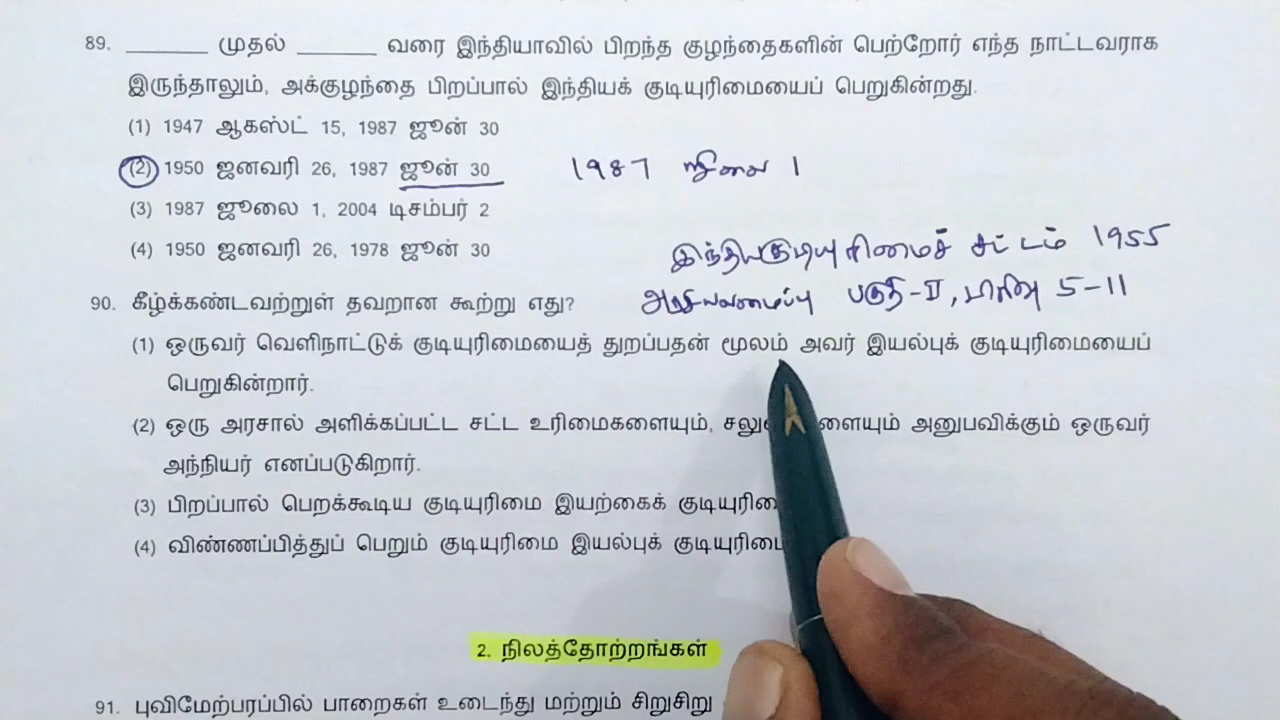 89. ________ முதல் ________ வரை இந்தியாவில் பிறந்த குழந்தைகளின் பெற்றோர் எந்த நாட்டவராக
இருந்தாலும், அக்குழந்தை பிறப்பால் இந்தியக் குடியுரிமையைப் பெறுகின்றது.
(1) 1947 ஆகஸ்ட் 15, 1987 ஜூன் 30
(2) 1950 ஜனவரி 26, 1987 ஜூன் 30 1987 ஜுலை 1
(3) 1987 ஜூலை 1, 2004 டிசம்பர் 2
(4) 1950 ஜனவரி 26, 1978 ஜூன் 30
இந்தியகுடியுரிமைச் சட்டம் 1955
90. கீழ்க்கண்டவற்றுள் தவறான கூற்று எது? அரசியலமைப்பு பகுதி-II, பிரிவு 5-11
(1) ஒருவர் வெளிநாட்டுக் குடியுரிமையைத் துறப்பதன் மூலம் அவர் இயல்புக் குடியுரிமையைப்
பெறுகின்றார்.
(2) ஒரு அரசால் அளிக்கப்பட்ட சட்ட உரிமைகளையும், அனுபவிக்கும் ஒருவர்
அந்நியர் எனப்படுகிறார்.
(3) பிறப்பால் பெறக்கூடிய குடியுரிமை இயற்கைக்
(4) விண்ணப்பித்துப் பெறும் குடியுரிமை இயல்புக்
2. நிலத்தோற்றங்கள்
91. புவிமேற்பரப்பில் பாறைகள் உடைந்து மற்றும் சிறுசிறு